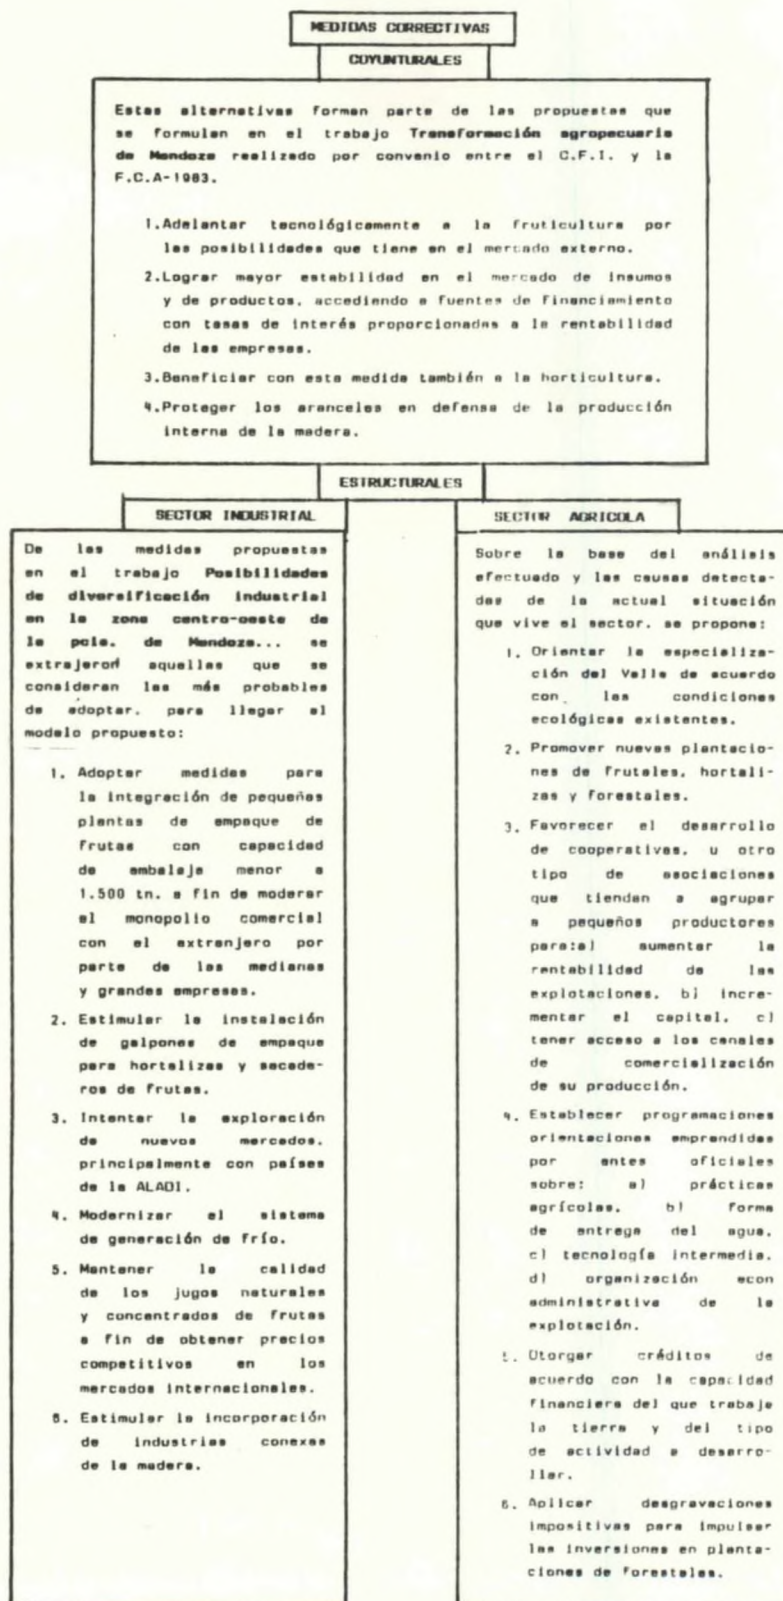 MEDIDAS CORRECTIVAS
COYUNTURALES
Estas alternativas forman parte de las propuestas que
se formulan en el trabajo Transformación agropecuaria
de Mendoza realizado por convenio entre el C.F.I. y la
F.C.A-1983.
1.Adelantar tecnológicamente a la fruticultura por
las posibilidades que tiene en el mercado externo.
2.Lograr mayor estabilidad en el mercado de insumos
y de productos, accediendo a fuentes de financiamiento
con tasas de interés proporcionadas a la rentabilidad
de las empresas.
3.Beneficiar con esta medida también a la horticultura.
4.Proteger los aranceles en defensa de la producción
interna de la madera.
ESTRUCTURALES
SECTOR INDUSTRIAL
De las medidas propuestas
en el trabajo Posibilidades
de diversificación industrial
en la zona centro-oeste de
la pcia. de Mendoza... se
extrajeron aquellas que se
consideran las más probables
de adoptar, para llegar al
modelo propuesto:
1. Adoptar medidas para
la integración de pequeñas
plantas de empaque de
frutas con capacidad
de embalaje menor a
1.500 tn. a fin de moderar
el monopolio comercial
con el extranjero por
parte de las medianas
y grandes empresas.
2. Estimular la instalación
de galpones de empaque
para hortalizas y secade-
ros de frutas.
3. Intentar la exploración
de nuevos mercados,
principalmente con países
de la ALADI.
4. Modernizar el sistema
de generación de frío.
5. Mantener la calidad
de los jugos naturales
y concentrados de frutas
a fin de obtener precios
competitivos en los
mercados internacionales.
6. Estimular la incorporación
de industrias conexas
de la madera.
SECTOR AGRICOLA
Sobre la base del análisis
efectuado y las causas detecta-
das de la actual situación
que vive el sector, se propone:
1. Orientar la especializa-
ción del Valle de acuerdo
con las condiciones
ecológicas existentes.
2. Promover nuevas plantacio-
nes de frutales, hortali-
zas y forestales.
3. Favorecer el desarrollo
de cooperativas, u otro
tipo de asociaciones
que tiendan a agrupar
a pequeños productores
para:a) aumentar la
rentabilidad de las
explotaciones, b) incre-
mentar el capital, c)
tener acceso a los canales
de comercialización
de su producción.
4. Establecer programaciones
orientaciones emprendidas
por entes oficiales
sobre: a) prácticas
agrícolas, b) forma
de entrega del agua,
c) tecnología intermedia,
d) organización econ
administrativa de la
explotación.
5. Otorgar créditos de
acuerdo con la capacidad
financiera del que trabaja
la tierra y del tipo
de actividad a desarro-
llar.
6. Aplicar desgravaciones
impositivas para impulsar
las inversiones en planta-
ciones de forestales.